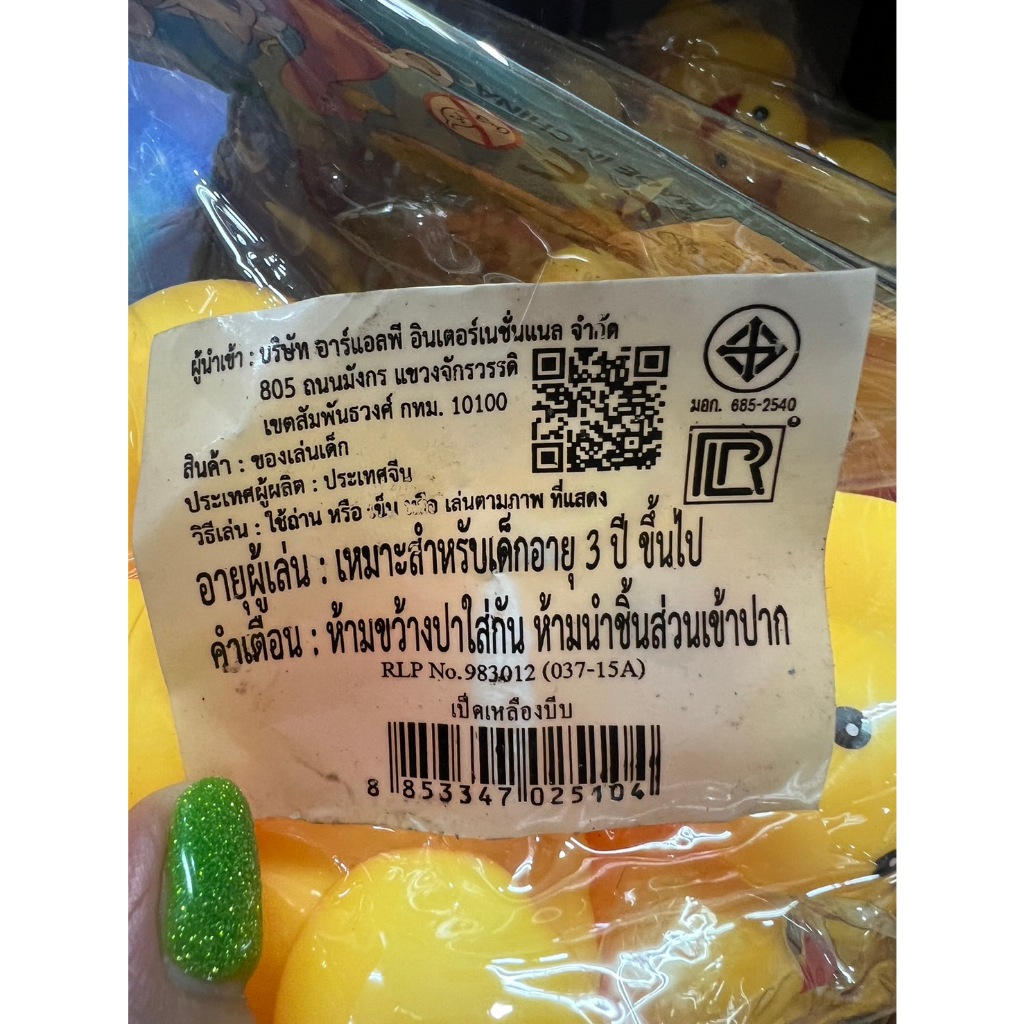 MADE IN CHINA
ผู้นำเข้า : บริษัท อาร์แอลพี อินเตอร์เนชั่นแนล จำกัด
805 ถนนมังกร แขวงจักรวรรดิ
เขตสัมพันธวงศ์ กทม. 10100
มอก. 685-2540
สินค้า : ของเล่นเด็ก
ประเทศผู้ผลิต : ประเทศจีน
วิธีเล่น : ใช้ถ่าน หรือ เข็น หรือ เล่นตามภาพ ที่แสดง
อายุผู้เล่น : เหมาะสำหรับเด็กอายุ 3 ปี ขึ้นไป
คำเตือน : ห้ามขว้างปาใส่กัน ห้ามนำชิ้นส่วนเข้าปาก
RLP No.983012 (037-15A)
เป็ดเหลืองบีบ
8 853347 025104